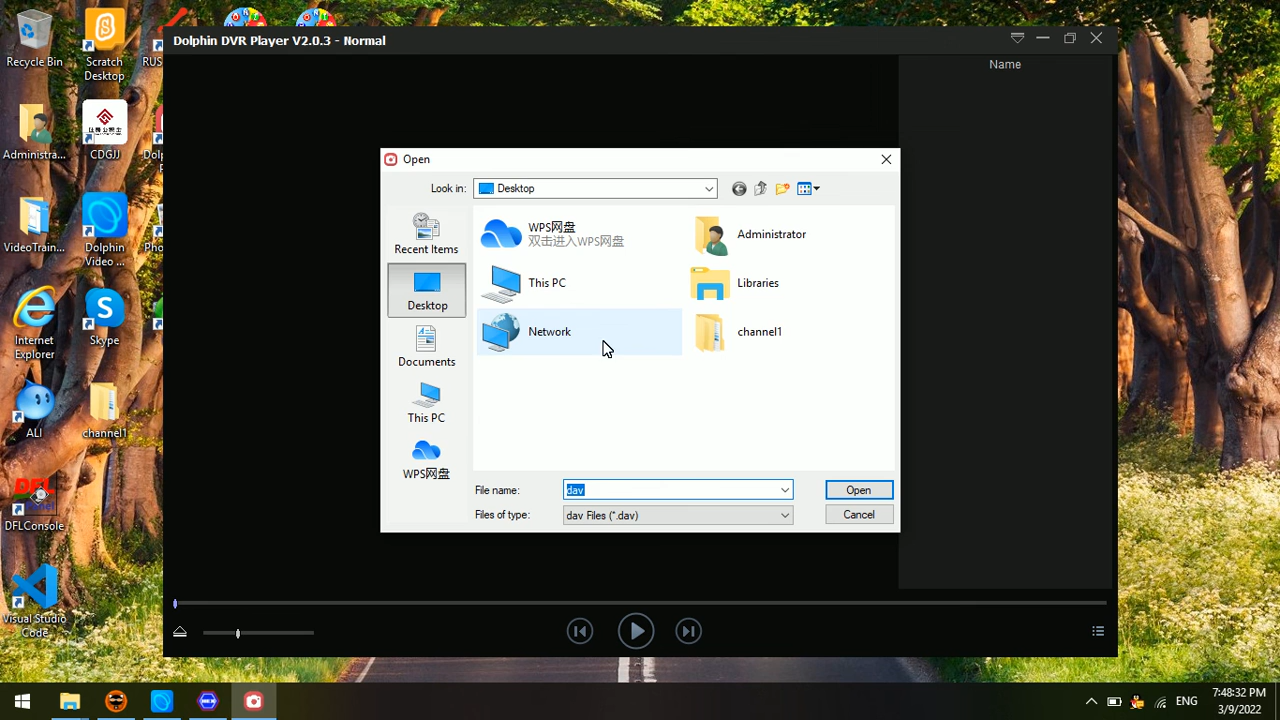 Recycle Bin
Scratch
Desktop
RUS
Dolphin DVR Player V2.0.3 - Normal
Name
Administra...
CDGJJ
Dolp
VideoTrain...
Dolphin
Video ...
Pho
Internet
Explorer
Skype
ALI
channel1
DFLConsole
Visual Studio
Code
Open
Look in:
Desktop
Recent Items
Desktop
Documents
This PC
WPS网盘
WPS网盘
双击进入WPS网盘
Administrator
This PC
Libraries
Network
channel1
File name:
dav
Open
Files of type:
dav Files (*.dav)
Cancel
ENG
7:48:32 PM
3/9/2022